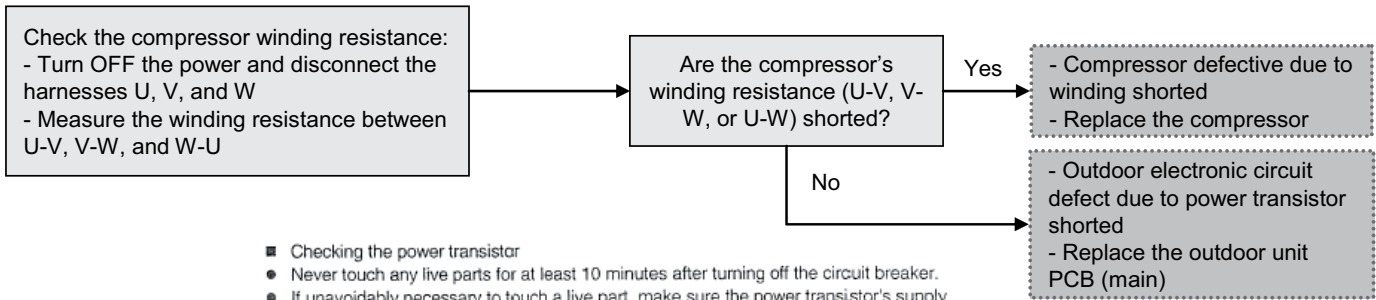 Check the compressor winding resistance:
- Turn OFF the power and disconnect the
harnesses U, V, and W
- Measure the winding resistance between
U-V, V-W, and W-U
Are the compressor's
winding resistance (U-V, V-
W, or U-W) shorted?
Yes
- Compressor defective due to
winding shorted
- Replace the compressor
No
- Outdoor electronic circuit
defect due to power transistor
shorted
- Replace the outdoor unit
PCB (main)
■ Checking the power transistor
● Never touch any live parts for at least 10 minutes after turning off the circuit breaker.
● If unavoidably necessary to touch a live part, make sure the power transistor's supply